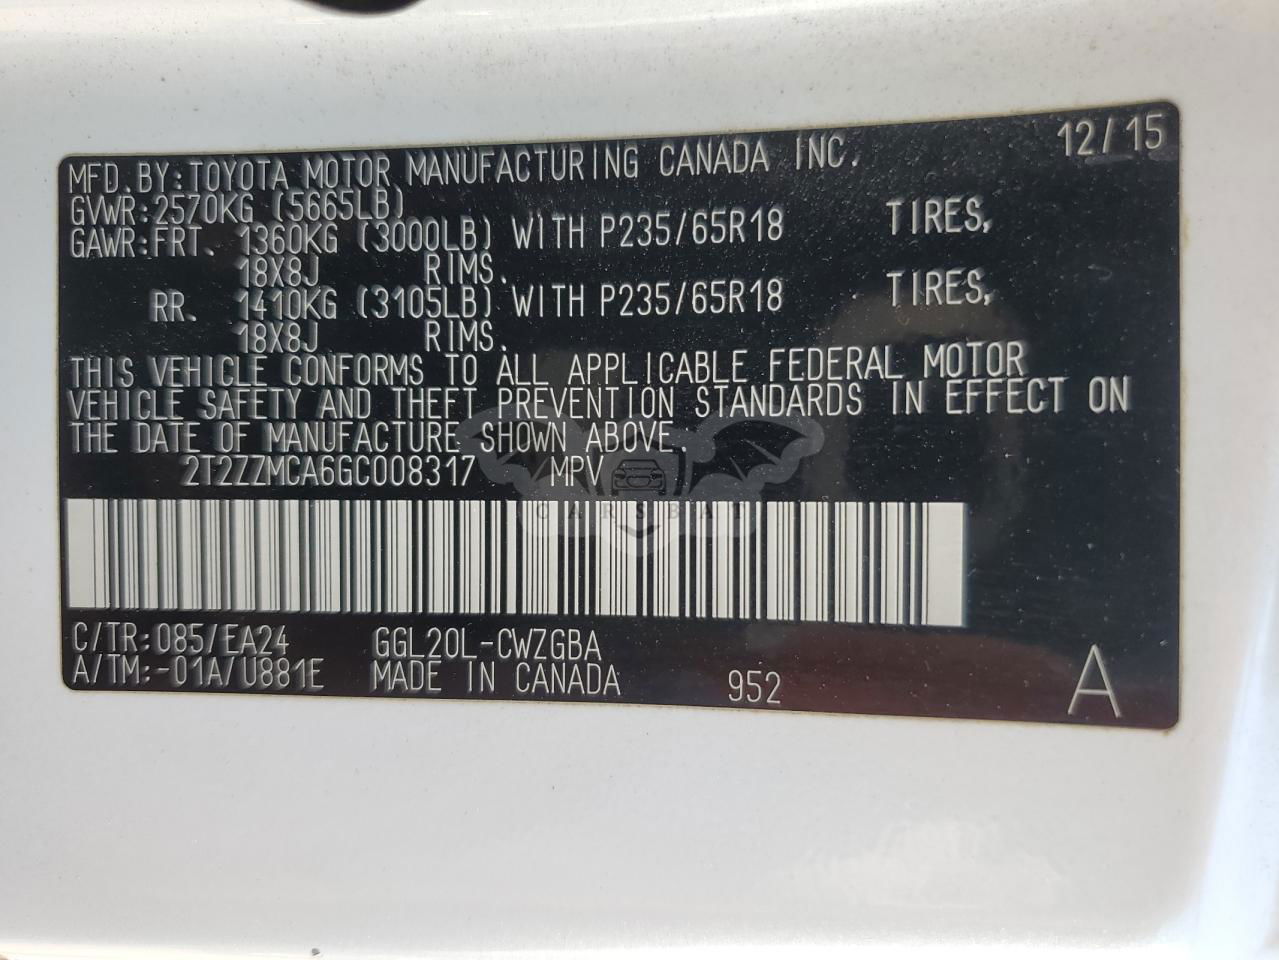 12/15
MFD.BY:TOYOTA MOTOR MANUFACTURING CANADA INC.
GVWR:2570KG (5665LB)
GAWR:FRT. 1360KG (3000LB) WITH P235/65R18 TIRES,
18X8J RIMS.
RR. 1410KG (3105LB) WITH P235/65R18 TIRES,
18X8J RIMS.
THIS VEHICLE CONFORMS TO ALL APPLICABLE FEDERAL MOTOR
VEHICLE SAFETY AND THEFT PREVENTION STANDARDS IN EFFECT ON
THE DATE OF MANUFACTURE SHOWN ABOVE.
2T2ZZMCA6GC008317 MPV
CARSBAT
C/TR:085/EA24 GGL20L-CWZGBA
A/TM:-01A/U881E MADE IN CANADA 952 A